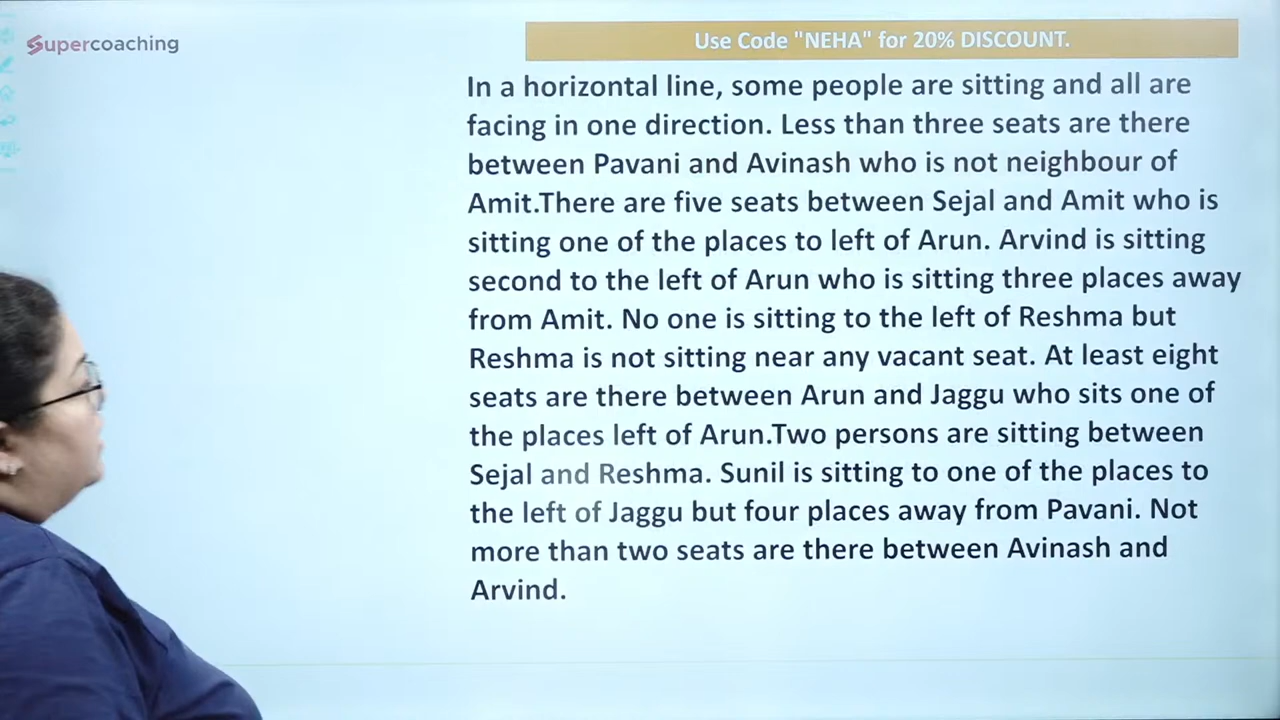 Supercoaching
Use Code "NEHA" for 20% DISCOUNT.
In a horizontal line, some people are sitting and all are
facing in one direction. Less than three seats are there
between Pavani and Avinash who is not neighbour of
Amit.There are five seats between Sejal and Amit who is
sitting one of the places to left of Arun. Arvind is sitting
second to the left of Arun who is sitting three places away
from Amit. No one is sitting to the left of Reshma but
Reshma is not sitting near any vacant seat. At least eight
seats are there between Arun and Jaggu who sits one of
the places left of Arun.Two persons are sitting between
Sejal and Reshma. Sunil is sitting to one of the places to
the left of Jaggu but four places away from Pavani. Not
more than two seats are there between Avinash and
Arvind.